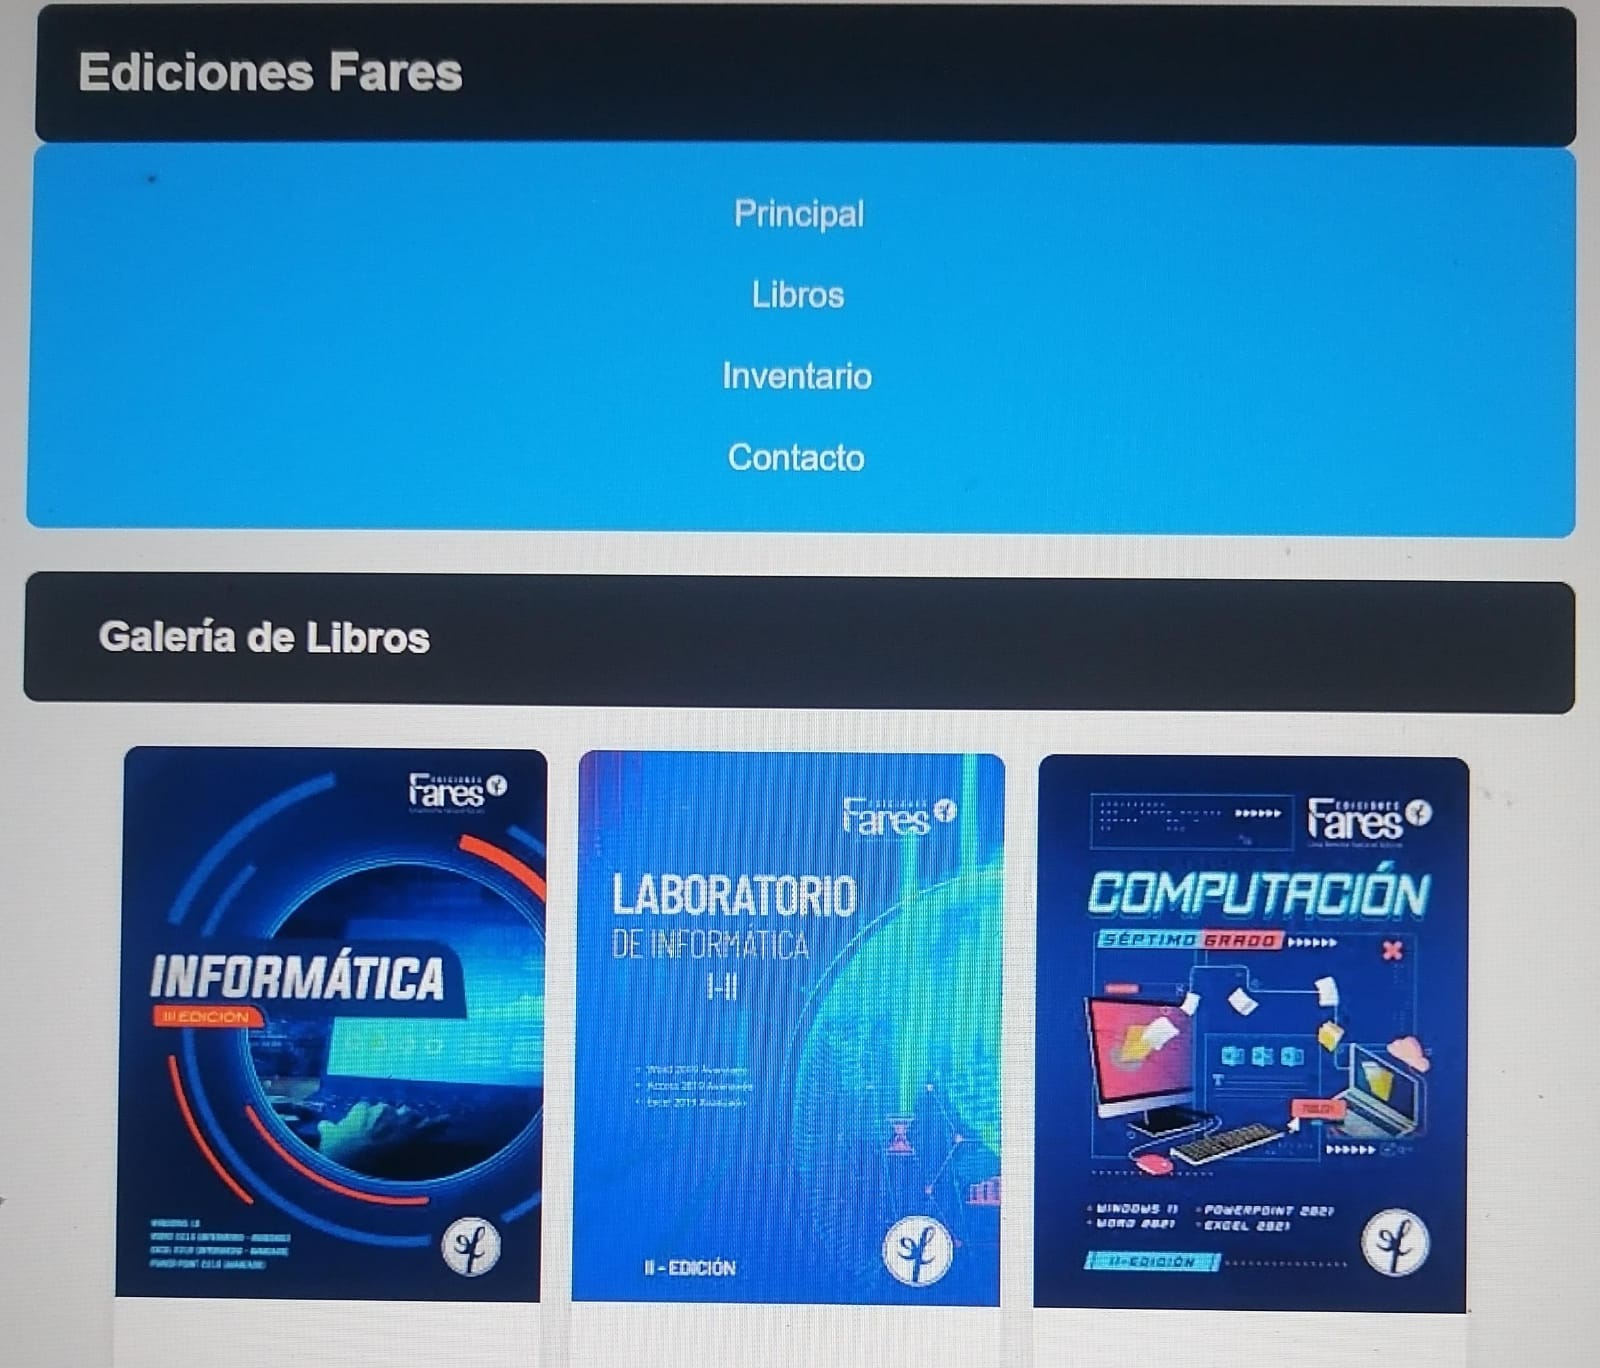 Ediciones Fares
Principal
Libros
Inventario
Contacto
Galería de Libros
EDICIONES
Fares
INFORMÁTICA
III EDICIÓN
EDICIONES
Fares
LABORATORIO
DE INFORMÁTICA
I-II
• Word 2019 Avanzado
• Access 2019 Avanzado
• Excel 2019 Avanzado
II - EDICIÓN
EDICIONES
Fares
COMPUTACIÓN
SÉPTIMO GRADO
• WINDOWS 11 • POWERPOINT 2021
• WORD 2021 • EXCEL 2021
II-EDICIÓN